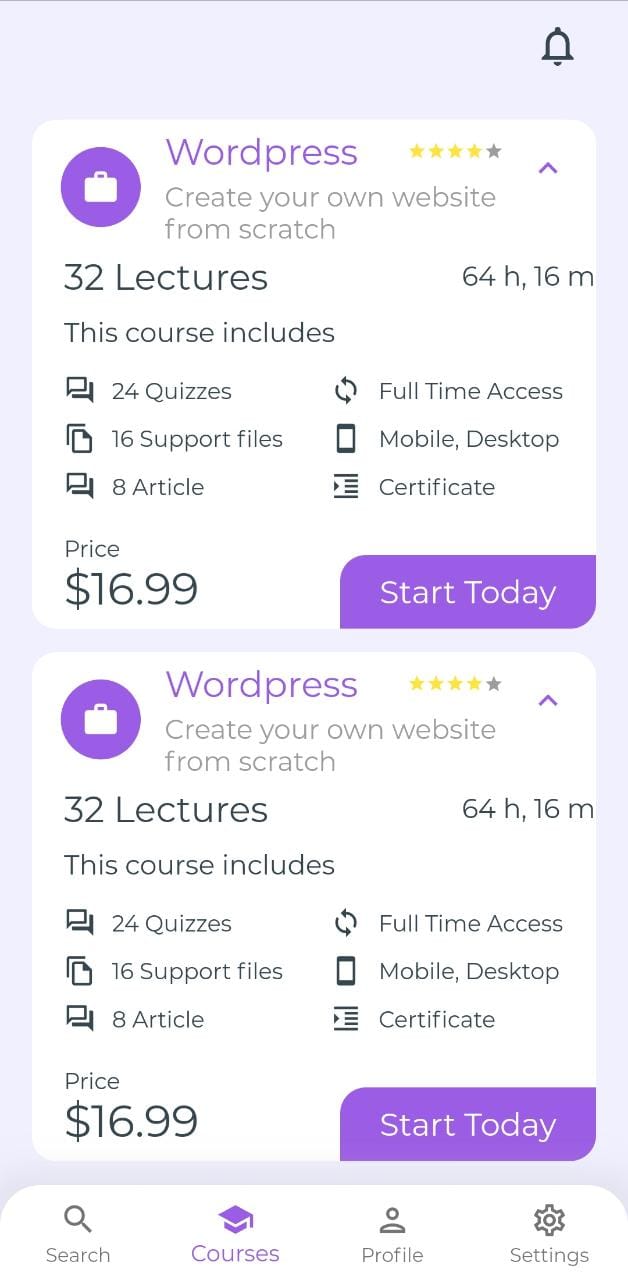 Wordpress
Create your own website
from scratch
32 Lectures 64 h, 16 m
This course includes
24 Quizzes Full Time Access
16 Support files Mobile, Desktop
8 Article Certificate
Price
$16.99 Start Today
Wordpress
Create your own website
from scratch
32 Lectures 64 h, 16 m
This course includes
24 Quizzes Full Time Access
16 Support files Mobile, Desktop
8 Article Certificate
Price
$16.99 Start Today
Search Courses Profile Settings